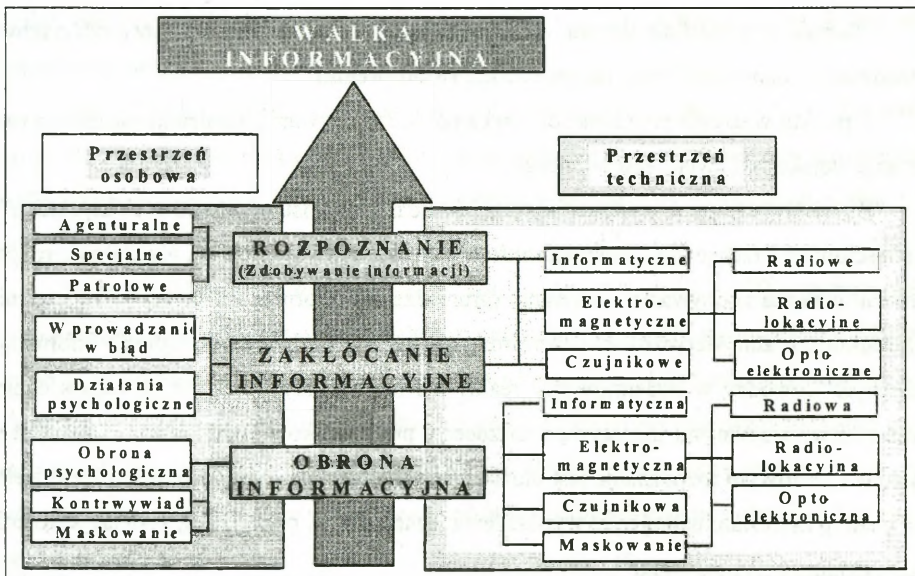 WALKA
INFORMACYJNA
Przestrzeń
osobowa
Przestrzeń
techniczna
Agenturalne
Specjalne
Patrolowe
Wprowadzanie
w błąd
Działania
psychologiczne
Obrona
psychologiczna
Kontrwywiad
Maskowanie
ROZPOZNANIE
(Zdobywanie Informacji)
ZAKŁÓCANIE
INFORMACYJNE
OBRONA
INFORMACYJNA
Informatyczne
Elektro-
magnetyczne
Czujnikowe
Radiowe
Radio-
lokacyjne
Opto
elektroniczne
Informatyczna
Elektro-
magnetyczna
Czujnikowa
Maskowanie
Radiowa
Radio-
lokacyjna
Opto
elektroniczna